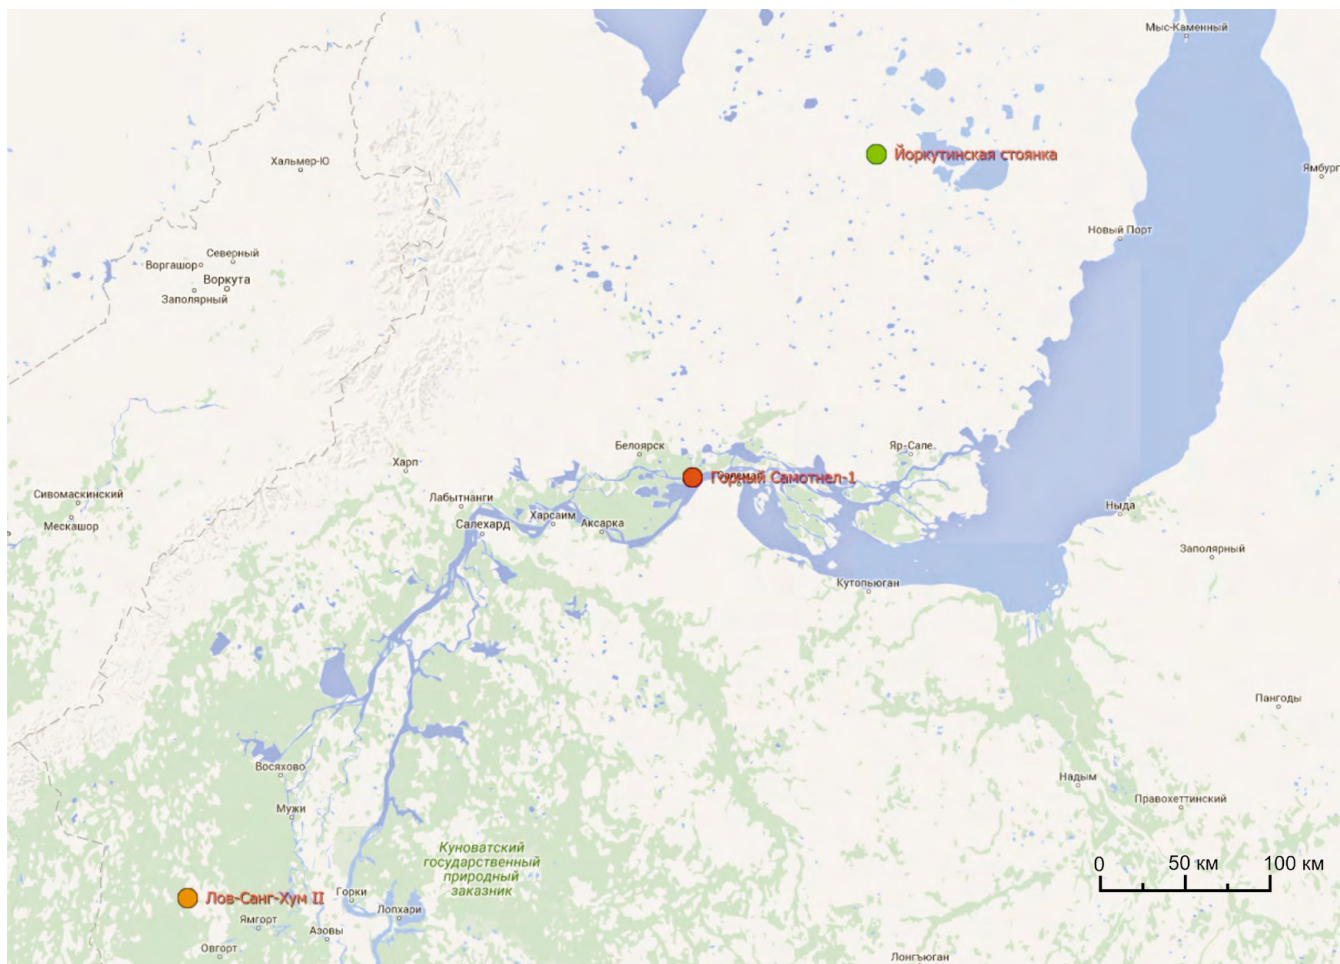 Мыс-Каменный
Хальмер-Ю
Йоркутинская стоянка
Ямбург
Новый Порт
Северный
Воргашор
Воркута
Заполярный
Белоярск
Яр-Сале
Харп
Горный Самотнел-1
Сивомаскинский
Лабытнанги
Мескашор
Салехард
Харсаим
Аксарка
Ныда
Заполярный
Кутопьюган
Пангоды
Восяхово
Надым
Правохеттинский
Мужи
Куноватский
государственный
природный
заказник
0 50 км 100 км
Лов-Санг-Хум II
Горки
Лопхари
Ямгорт
Азовы
Овгорт
Лонгъюган